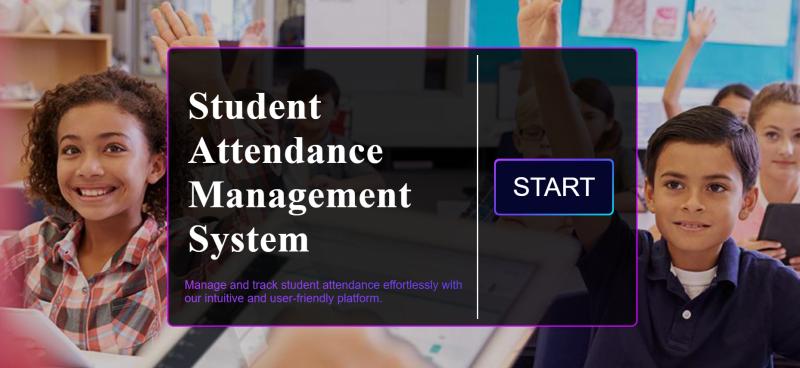 Student
Attendance
Management
System
Manage and track student attendance effortlessly with
our intuitive and user-friendly platform.
START